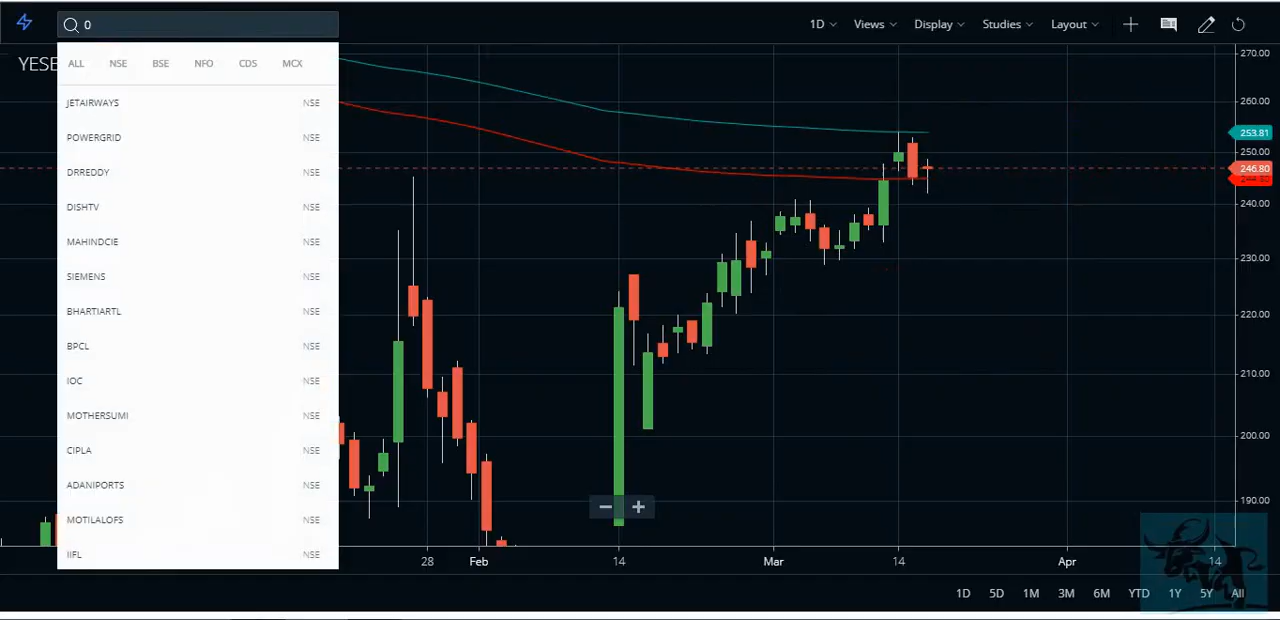 0
1D Views Display Studies Layout
YESB
ALL NSE BSE NFO CDS MCX
JETAIRWAYS NSE
POWERGRID NSE
DRREDDY NSE
DISHTV NSE
MAHINDCIE NSE
SIEMENS NSE
BHARTIARTL NSE
BPCL NSE
IOC NSE
MOTHERSUMI NSE
CIPLA NSE
ADANIPORTS NSE
MOTILALOFS NSE
IIFL NSE
270.00
260.00
253.81
250.00
246.80
240.00
230.00
220.00
210.00
200.00
190.00
28 Feb 14 Mar 14 Apr 14
1D 5D 1M 3M 6M YTD 1Y 5Y All